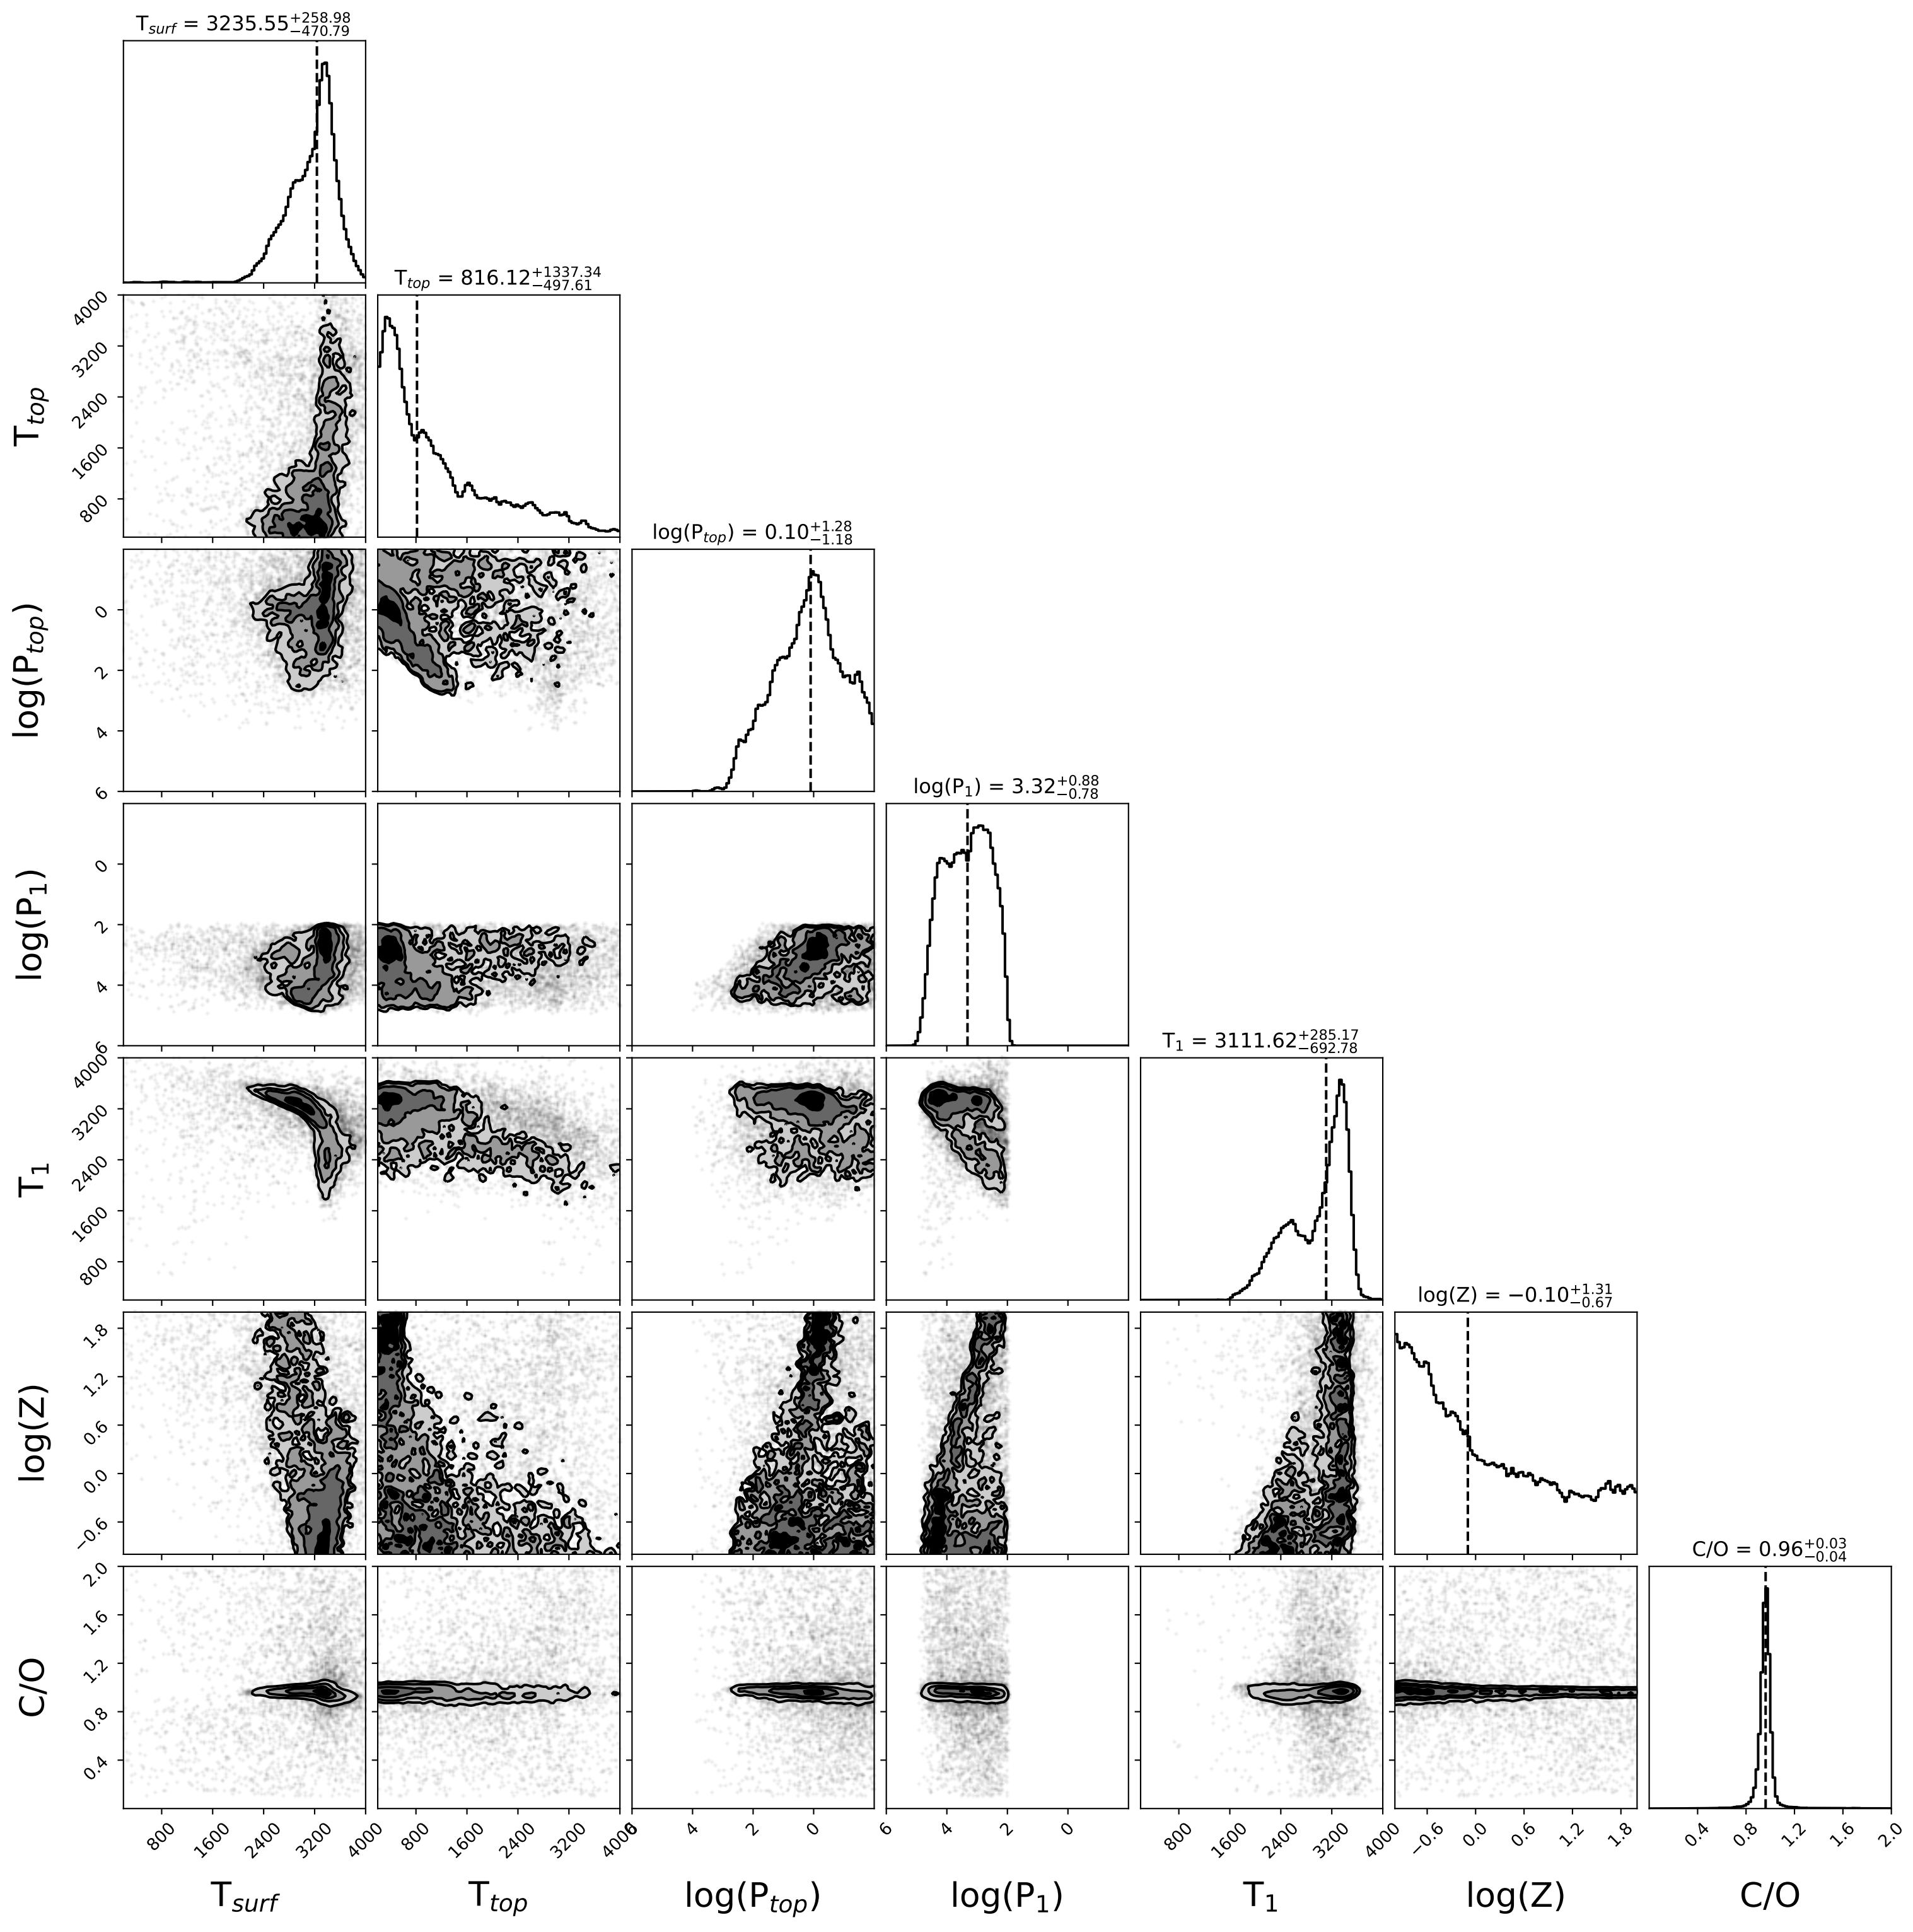 T_surf = 3235.55 +258.98 −470.79
T_top = 816.12 +1337.34 −497.61
4000
3200
2400
1600
800
T_top
log(P_top) = 0.10 +1.28 −1.18
0
2
4
6
log(P_top)
log(P_1) = 3.32 +0.88 −0.78
0
2
4
6
log(P_1)
T_1 = 3111.62 +285.17 −692.78
4000
3200
2400
1600
800
T_1
log(Z) = −0.10 +1.31 −0.67
1.8
1.2
0.6
0.0
−0.6
log(Z)
C/O = 0.96 +0.03 −0.04
2.0
1.6
1.2
0.8
0.4
C/O
800 1600 2400 3200 4000 800 1600 2400 3200 4000 6 4 2 0 6 4 2 0 800 1600 2400 3200 4000 −0.6 0.0 0.6 1.2 1.8 0.4 0.8 1.2 1.6 2.0
T_surf T_top log(P_top) log(P_1) T_1 log(Z) C/O